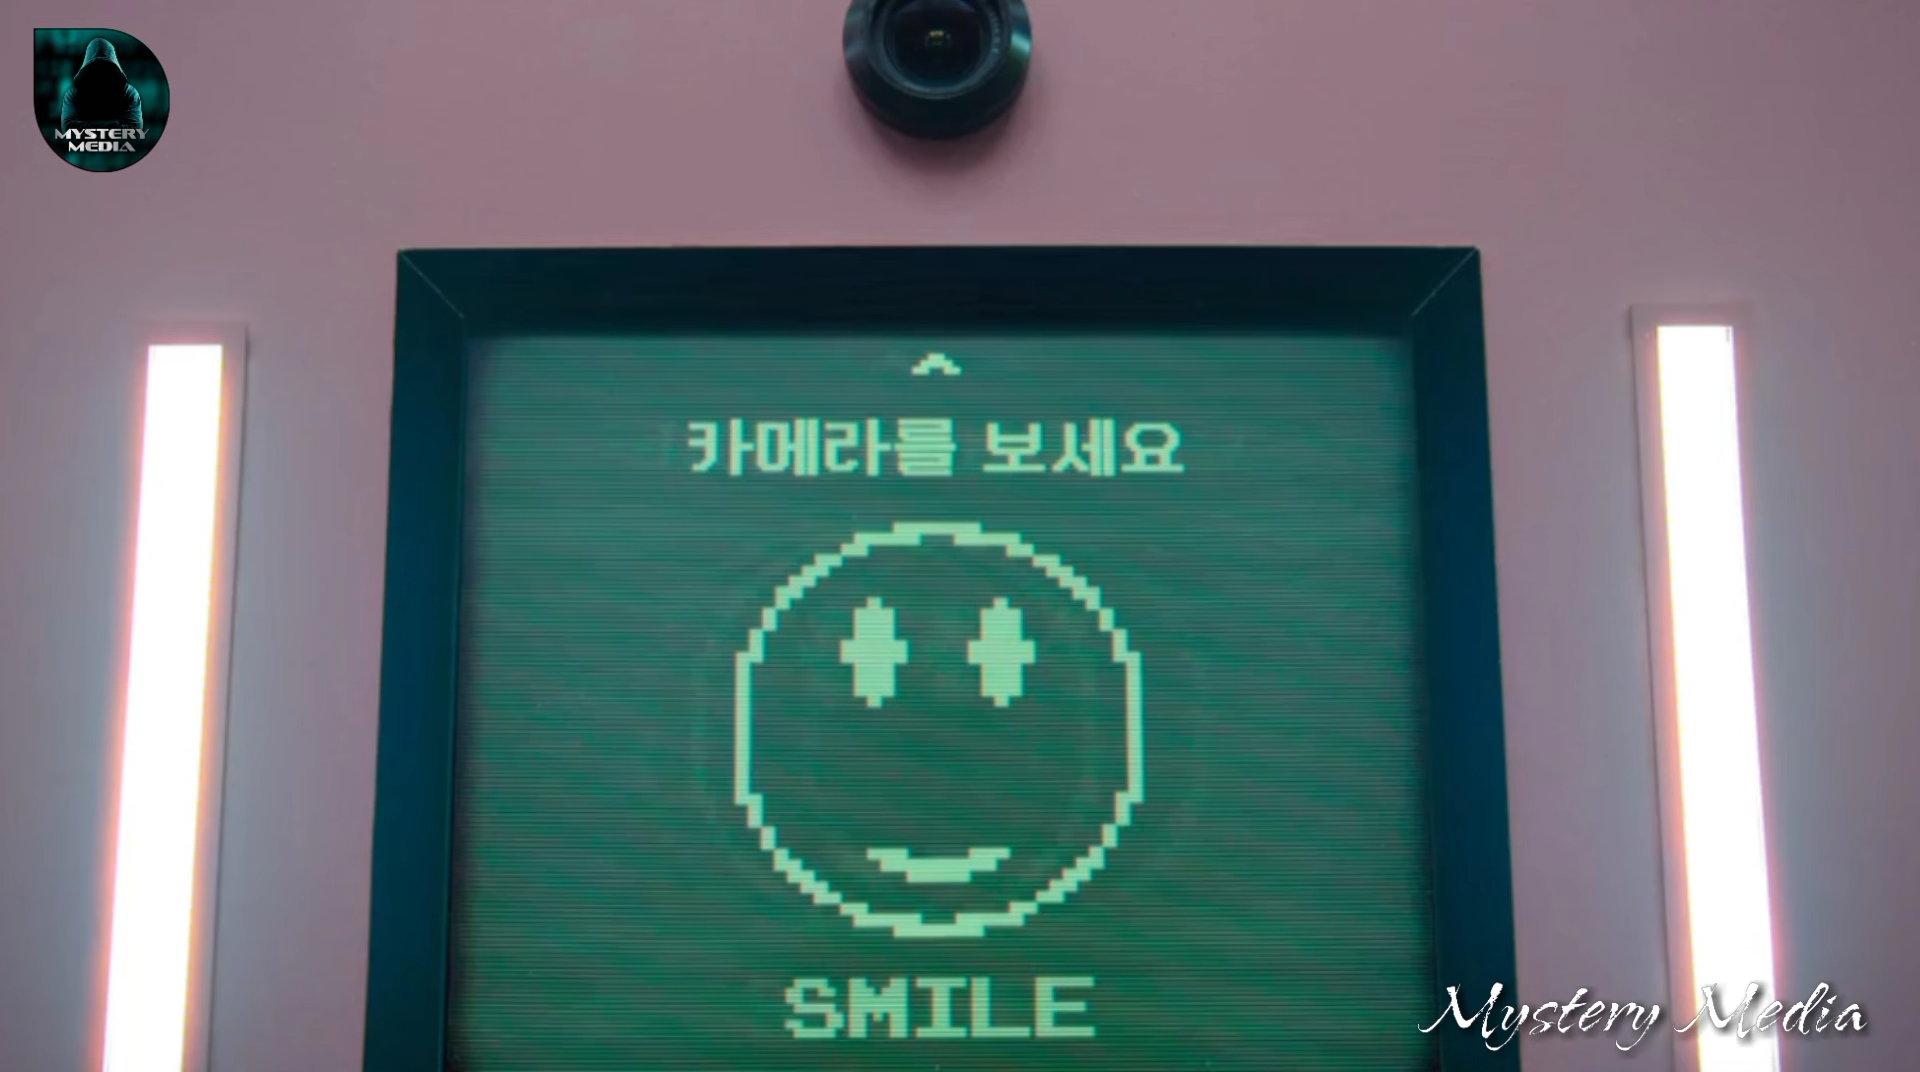 MYSTERY
MEDIA
^
카메라를 보세요
SMILE
Mystery Media